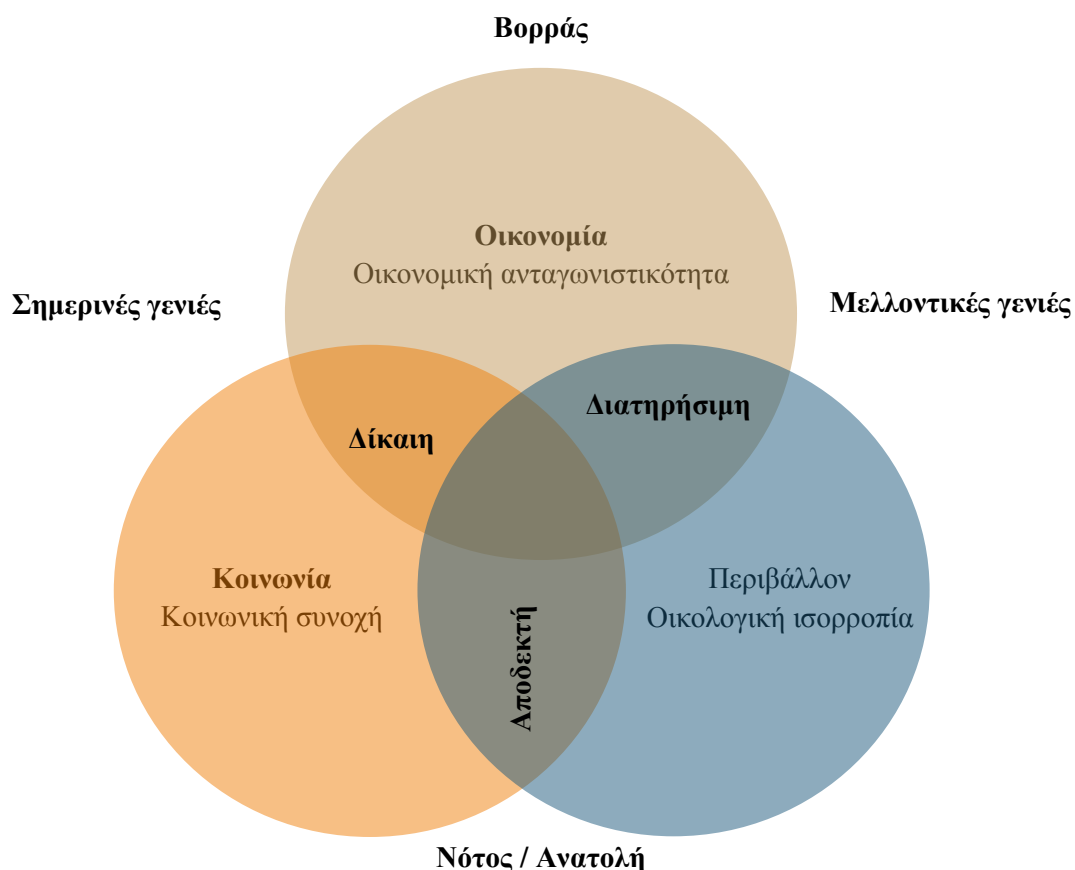 Βορράς
Οικονομία
Οικονομική ανταγωνιστικότητα
Σημερινές γενιές
Μελλοντικές γενιές
Διατηρήσιμη
Δίκαιη
Κοινωνία
Κοινωνική συνοχή
Περιβάλλον
Οικολογική ισορροπία
Αποδεκτή
Νότος / Ανατολή